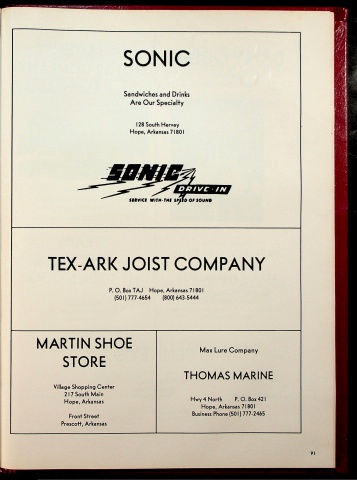 SONIC
Sandwiches and Drinks
Are Our Specialty
128 South Hervey
Hope, Arkansas 71801
SONIC
DRIVE-IN
SERVICE WITH-THE SPEED OF SOUND
TEX-ARK JOIST COMPANY
P. O. Box TAJ Hope, Arkansas 71801
(501) 777-4654 (800) 643-5444
MARTIN SHOE
STORE
Village Shopping Center
217 South Main
Hope, Arkansas
Front Street
Prescott, Arkansas
Max Lure Company
THOMAS MARINE
Hwy 4 North P. O. Box 421
Hope, Arkansas 71801
Business Phone (501) 777-2465
91